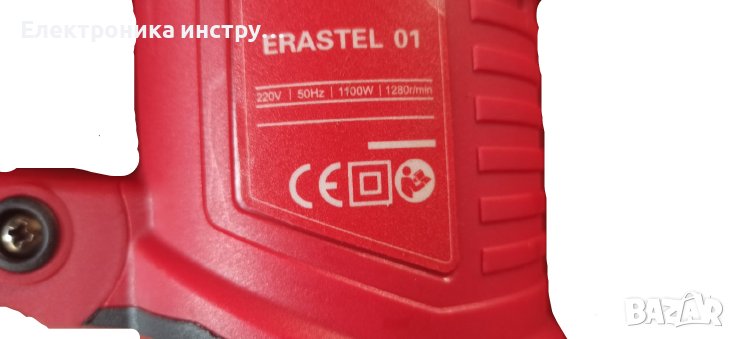 Електроника инстру...
ERASTEL 01
220V | 50Hz | 1100W | 1280r/min
CE
BAZAR